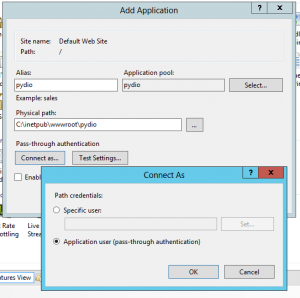 Add Application
? x
Site name: Default Web Site
Path: /
Alias:
Application pool:
pydio
pydio
Select...
Example: sales
Physical path:
C:\inetpub\wwwroot\pydio
...
Pass-through authentication
Connect as...
Test Settings...
Enabl
Connect As
? x
Path credentials:
Specific user:
Set...
Application user (pass-through authentication)
OK
Cancel
t Rate
Live
ottling
Strea
atures View